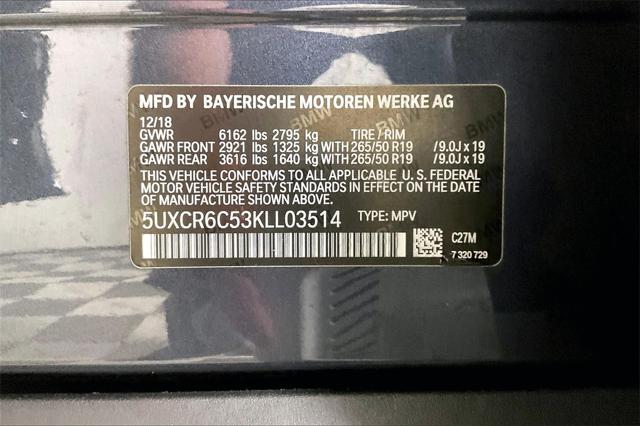 MFD BY BAYERISCHE MOTOREN WERKE AG
12/18
GVWR 6162 lbs 2795 kg TIRE / RIM
GAWR FRONT 2921 lbs 1325 kg WITH 265/50 R19 /9.0J x 19
GAWR REAR 3616 lbs 1640 kg WITH 265/50 R19 /9.0J x 19
THIS VEHICLE CONFORMS TO ALL APPLICABLE U. S. FEDERAL
MOTOR VEHICLE SAFETY STANDARDS IN EFFECT ON THE DATE
OF MANUFACTURE SHOWN ABOVE.
5UXCR6C53KLL03514 TYPE: MPV
C27M
7 320 729